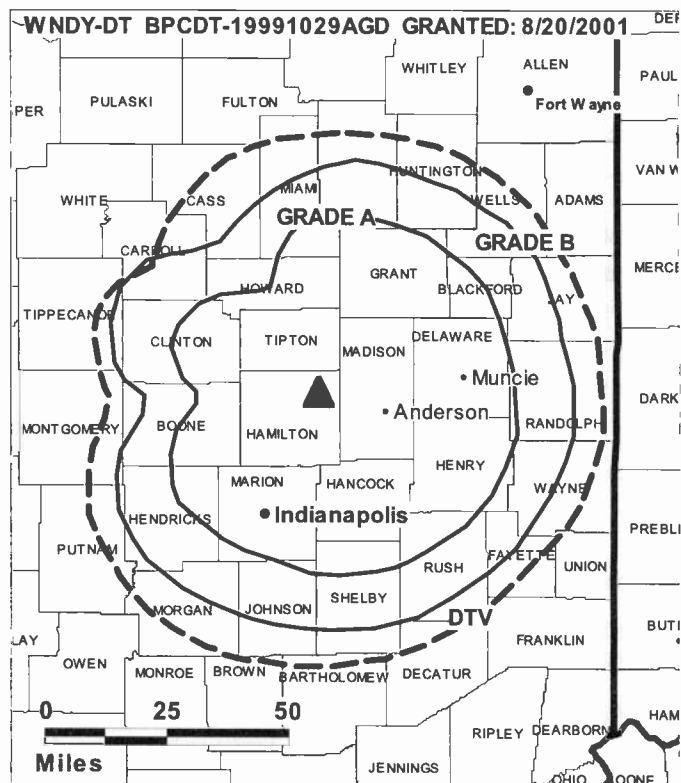 WNDY-DT BPCDT-19991029AGD GRANTED: 8/20/2001
DEF
WHITLEY
ALLEN
PAUL
PER
PULASKI
FULTON
Fort Wayne
HUNTINGTON
VAN W
WHITE
CASS
MIAMI
WELLS
ADAMS
GRADE A
GRADE B
CARROLL
MERCE
GRANT
HOWARD
BLACKFORD
JAY
TIPPECANOE
CLINTON
TIPTON
MADISON
DELAWARE
Muncie
DARK
Anderson
MONTGOMERY
BOONE
HAMILTON
RANDOLPH
MARION
HANCOCK
HENRY
WAYNE
Indianapolis
HENDRICKS
PREBL
PUTNAM
FAYETTE
UNION
RUSH
SHELBY
MORGAN
JOHNSON
DTV
LAY
FRANKLIN
BUTI
OWEN
MONROE
BROWN
BARTHOLOMEW
DECATUR
0 25 50
Miles
RIPLEY
DEARBORN
HAM
JENNINGS
OHIO
OONE